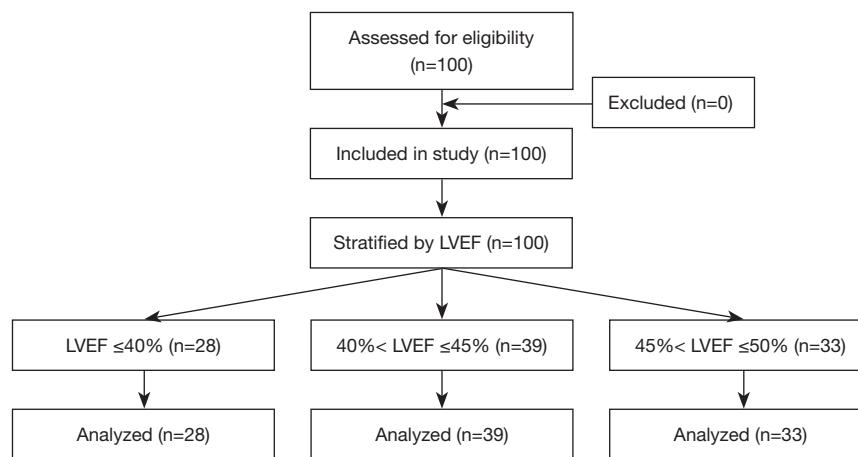 Assessed for eligibility
(n=100)
Excluded (n=0)
Included in study (n=100)
Stratified by LVEF (n=100)
LVEF ≤40% (n=28)
40%< LVEF ≤45% (n=39)
45%< LVEF ≤50% (n=33)
Analyzed (n=28)
Analyzed (n=39)
Analyzed (n=33)